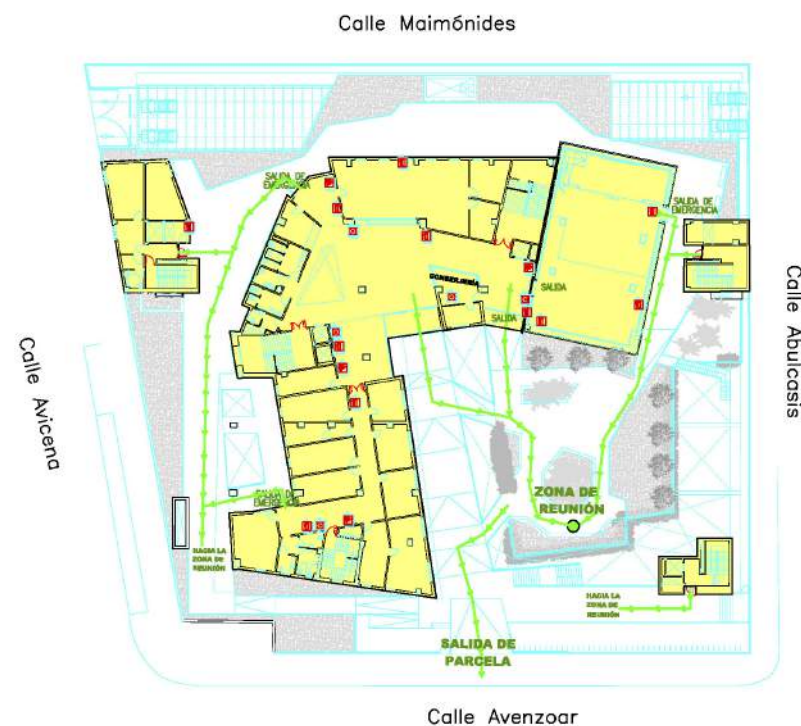 Calle Maimónides
SALIDA DE
EMERGENCIA
SALIDA DE
EMERGENCIA
CONSERJERÍA
SALIDA
SALIDA
Calle Abulcasis
Calle Avicena
ZONA DE
REUNIÓN
SALIDA DE
EMERGENCIA
HACIA LA
ZONA DE
REUNIÓN
HACIA LA
ZONA DE
REUNIÓN
SALIDA DE
PARCELA
Calle Avenzoar